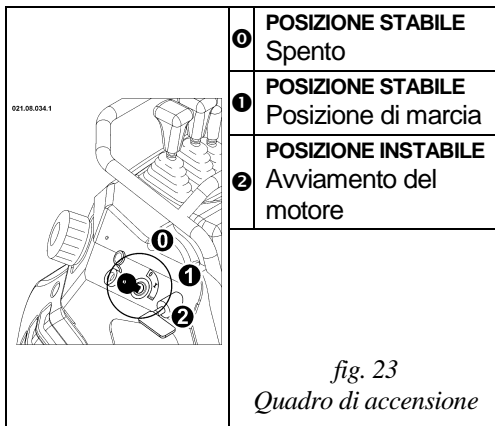 021.08.034.1
0
1
2
0 POSIZIONE STABILE
Spento
1 POSIZIONE STABILE
Posizione di marcia
2 POSIZIONE INSTABILE
Avviamento del
motore
fig. 23
Quadro di accensione